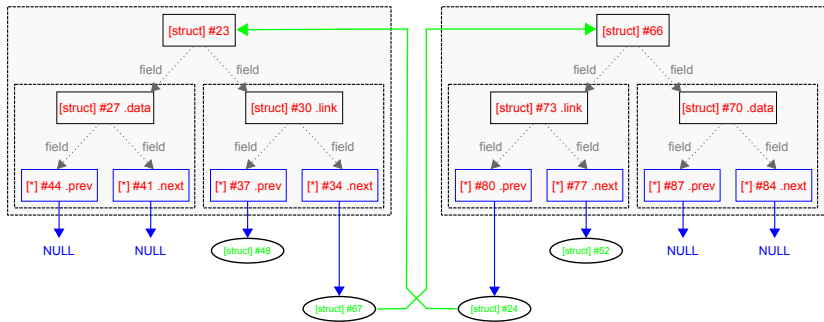 [struct] #23
[struct] #66
field
field
field
field
[struct] #27 .data
[struct] #30 .link
[struct] #73 .link
[struct] #70 .data
field
field
field
field
field
field
field
field
[*] #44 .prev
[*] #41 .next
[*] #37 .prev
[*] #34 .next
[*] #80 .prev
[*] #77 .next
[*] #87 .prev
[*] #84 .next
NULL
NULL
[struct] #48
[struct] #52
NULL
NULL
[struct] #67
[struct] #24